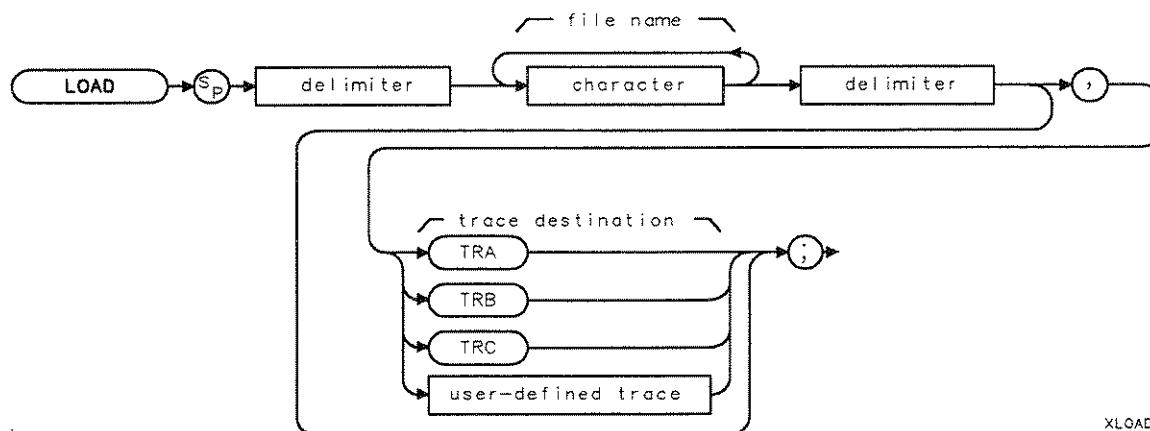 file name
LOAD SP delimiter character delimiter ,
trace destination
TRA ;
TRB
TRC
user-defined trace
XLOAD